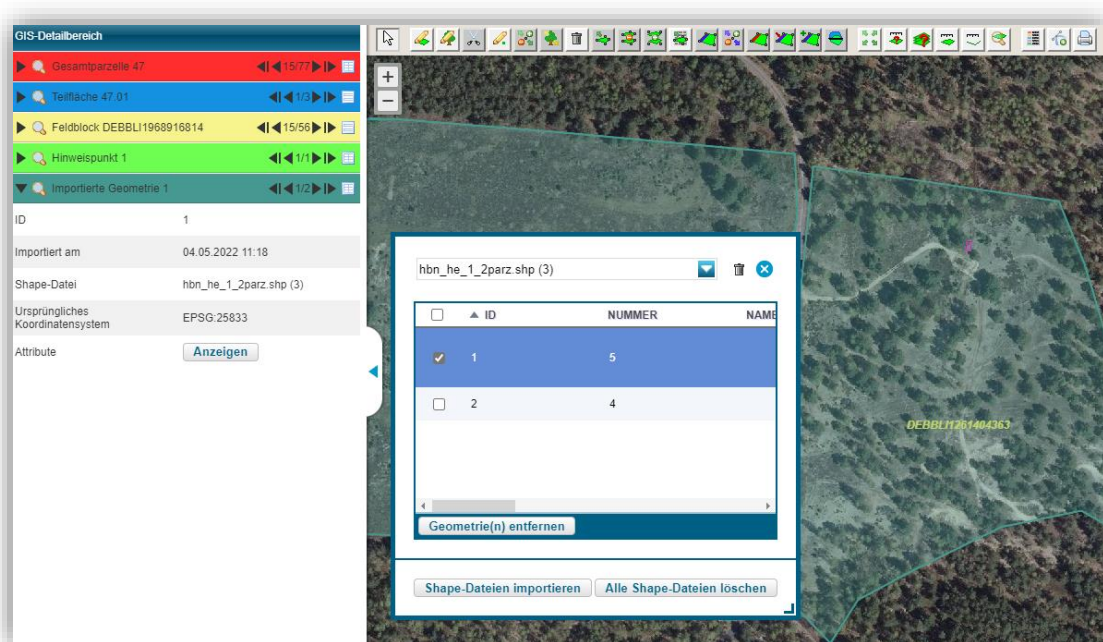 GIS-Detailbereich
Gesamtparzelle 47 15/77
Teilfläche 47 01 1/3
Feldblock DEBBLI1968916814 15/56
Hinweispunkt 1 1/1
Importierte Geometrie 1 1/2
ID 1
Importiert am 04.05.2022 11:18
Shape-Datei hbn_he_1_2parz.shp (3)
Ursprüngliches
Koordinatensystem EPSG:25833
Attribute Anzeigen
+
−
hbn_he_1_2parz.shp (3)
ID NUMMER NAME
1 5
2 4
Geometrie(n) entfernen
Shape-Dateien importieren Alle Shape-Dateien löschen
DEBBLI1261404363